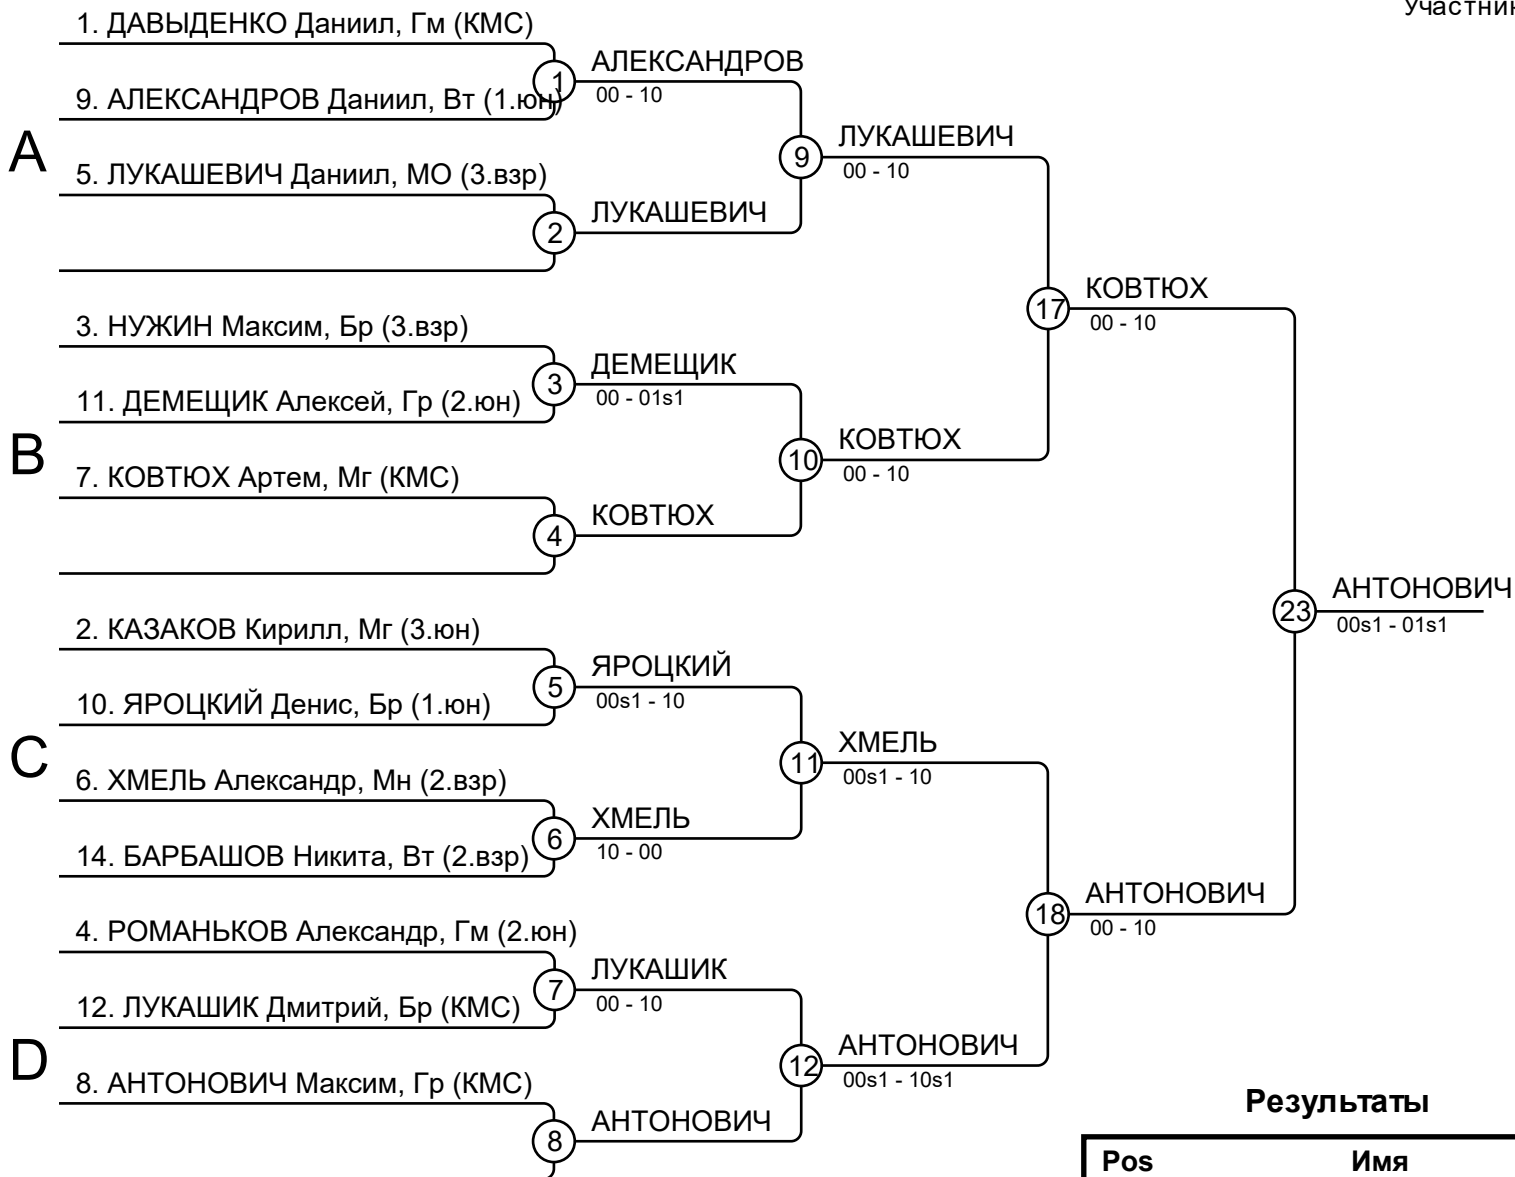 Участник
1. ДАВЫДЕНКО Даниил, Гм (КМС)
1
АЛЕКСАНДРОВ
00 - 10
9. АЛЕКСАНДРОВ Даниил, Вт (1.юн)
A
9
ЛУКАШЕВИЧ
00 - 10
5. ЛУКАШЕВИЧ Даниил, МО (3.взр)
2
ЛУКАШЕВИЧ
17
КОВТЮХ
00 - 10
3. НУЖИН Максим, Бр (3.взр)
3
ДЕМЕЩИК
00 - 01s1
11. ДЕМЕЩИК Алексей, Гр (2.юн)
B
10
КОВТЮХ
00 - 10
7. КОВТЮХ Артем, Мг (КМС)
4
КОВТЮХ
23
АНТОНОВИЧ
00s1 - 01s1
2. КАЗАКОВ Кирилл, Мг (3.юн)
5
ЯРОЦКИЙ
00s1 - 10
10. ЯРОЦКИЙ Денис, Бр (1.юн)
C
11
ХМЕЛЬ
00s1 - 10
6. ХМЕЛЬ Александр, Мн (2.взр)
6
ХМЕЛЬ
10 - 00
14. БАРБАШОВ Никита, Вт (2.взр)
18
АНТОНОВИЧ
00 - 10
4. РОМАНЬКОВ Александр, Гм (2.юн)
7
ЛУКАШИК
00 - 10
12. ЛУКАШИК Дмитрий, Бр (КМС)
D
12
АНТОНОВИЧ
00s1 - 10s1
8. АНТОНОВИЧ Максим, Гр (КМС)
8
АНТОНОВИЧ
Результаты
Pos Имя